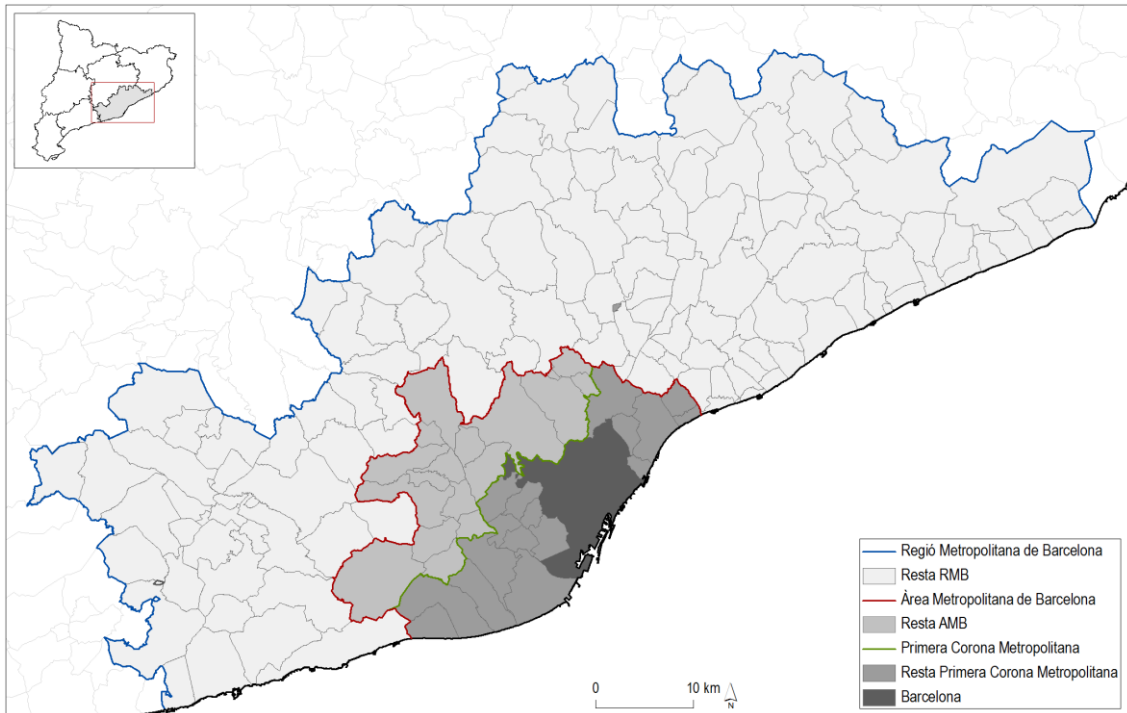 Regió Metropolitana de Barcelona
Resta RMB
Àrea Metropolitana de Barcelona
Resta AMB
Primera Corona Metropolitana
Resta Primera Corona Metropolitana
Barcelona
0 10 km
N